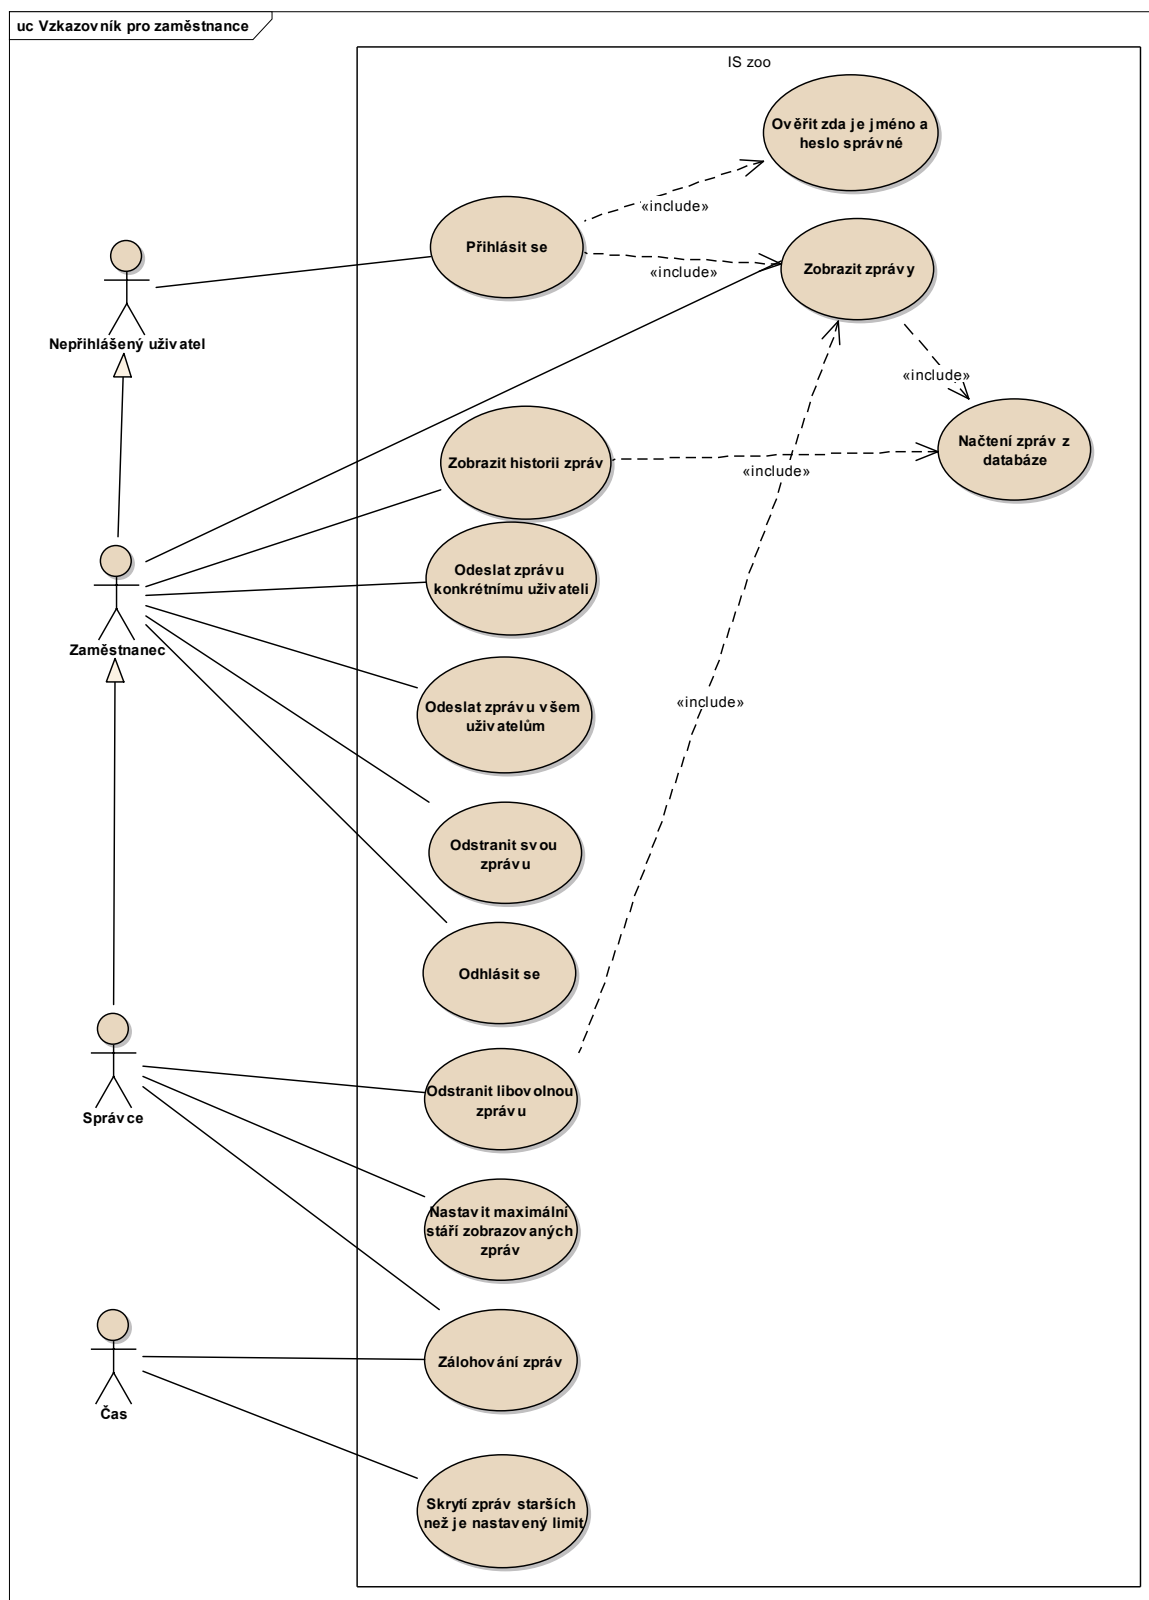 uc Vzkazovník pro zaměstnance
IS zoo
Ověřit zda je jméno a
heslo správné
«include»
Přihlásit se
«include»
Zobrazit zprávy
Nepřihlášený uživatel
«include»
Zobrazit historii zpráv
«include»
Načtení zpráv z
databáze
Odeslat zprávu
konkrétnímu uživateli
Zaměstnanec
Odeslat zprávu všem
uživatelům
«include»
Odstranit svou
zprávu
Odhlásit se
Správce
Odstranit libovolnou
zprávu
Nastavit maximální
stáří zobrazovaných
zpráv
Zálohování zpráv
Čas
Skrytí zpráv starších
než je nastavený limit